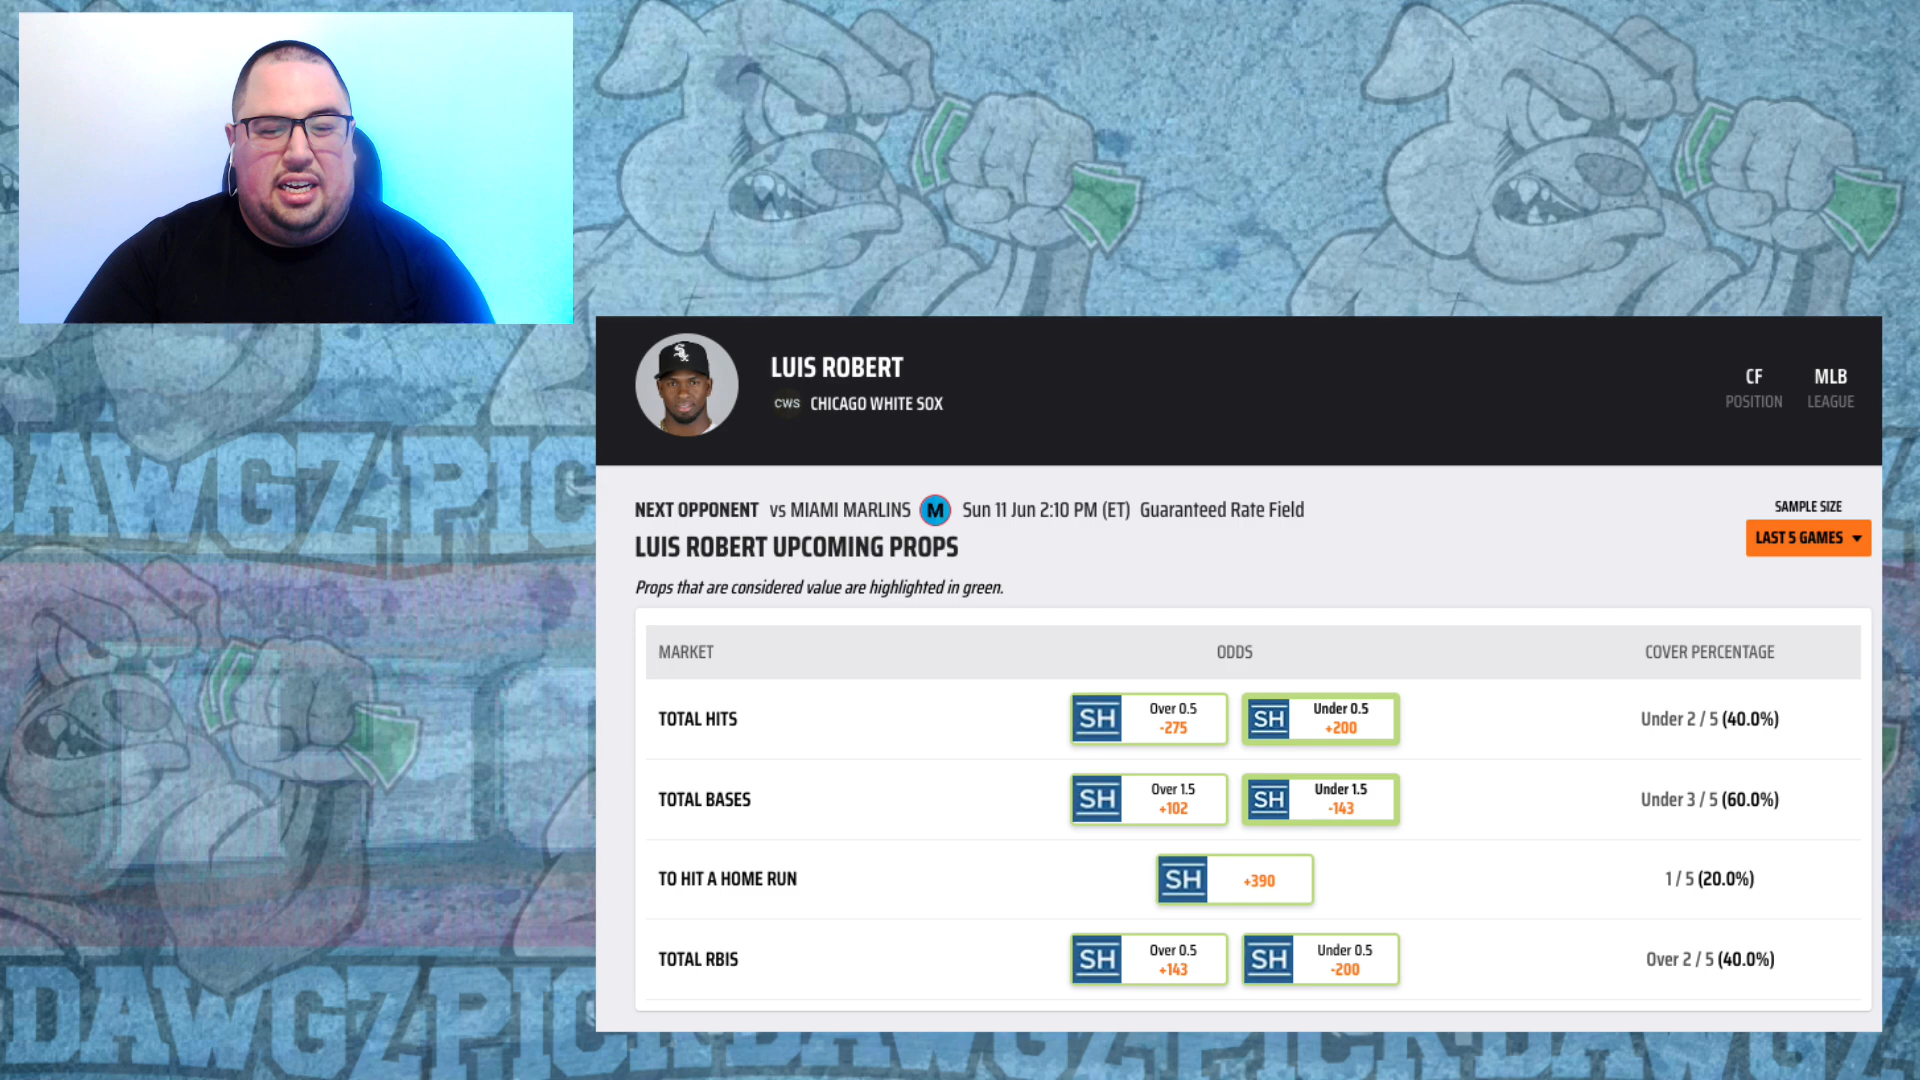 LUIS ROBERT
CWS CHICAGO WHITE SOX
CF
POSITION
MLB
LEAGUE
NEXT OPPONENT vs MIAMI MARLINS M Sun 11 Jun 2:10 PM (ET) Guaranteed Rate Field
SAMPLE SIZE
LAST 5 GAMES
LUIS ROBERT UPCOMING PROPS
Props that are considered value are highlighted in green.
MARKET ODDS COVER PERCENTAGE
TOTAL HITS
SH Over 0.5 -275
SH Under 0.5 +200
Under 2 / 5 (40.0%)
TOTAL BASES
SH Over 1.5 +102
SH Under 1.5 -143
Under 3 / 5 (60.0%)
TO HIT A HOME RUN
SH +390
1 / 5 (20.0%)
TOTAL RBIS
SH Over 0.5 +143
SH Under 0.5 -200
Over 2 / 5 (40.0%)
DAWGZPIC
DAWGZPICKDAWGZPICKDAWGZ